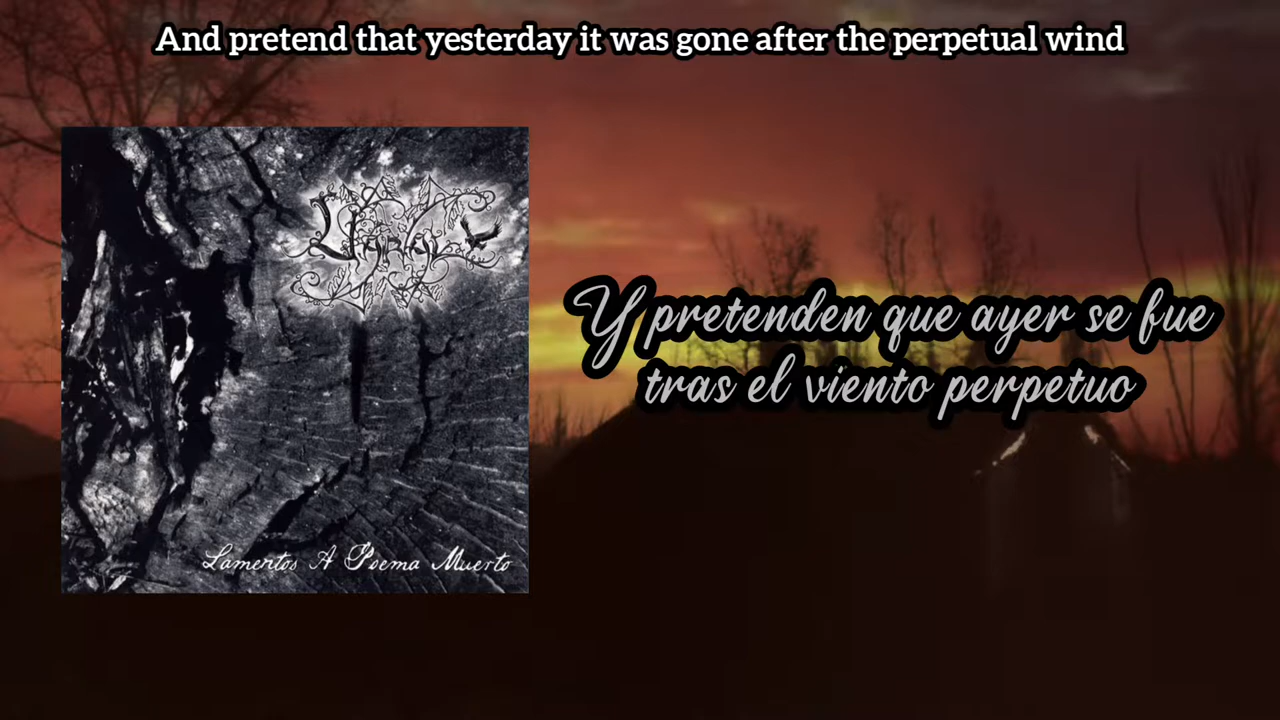 And pretend that yesterday it was gone after the perpetual wind
Uaral
Y pretenden que ayer se fue
tras el viento perpetuo
Lamentos A Poema Muerto